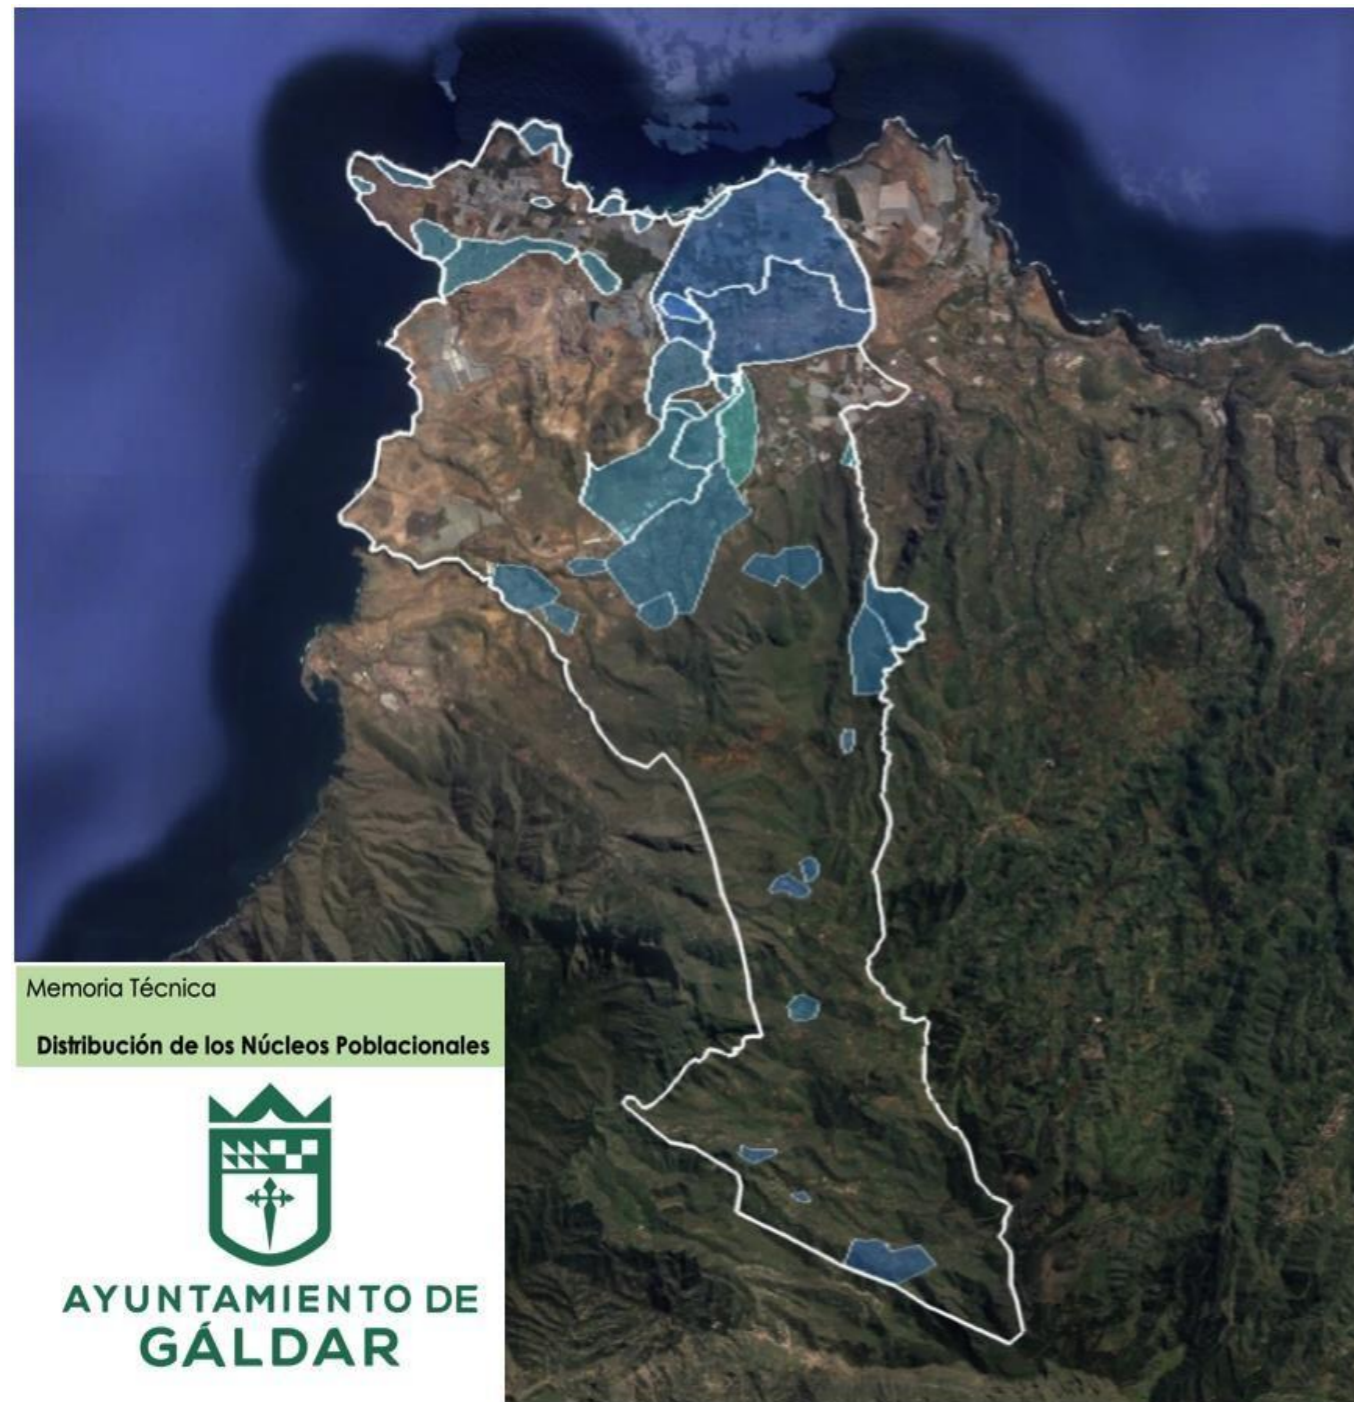 Memoria Técnica
Distribución de los Núcleos Poblacionales
AYUNTAMIENTO DE
GÁLDAR